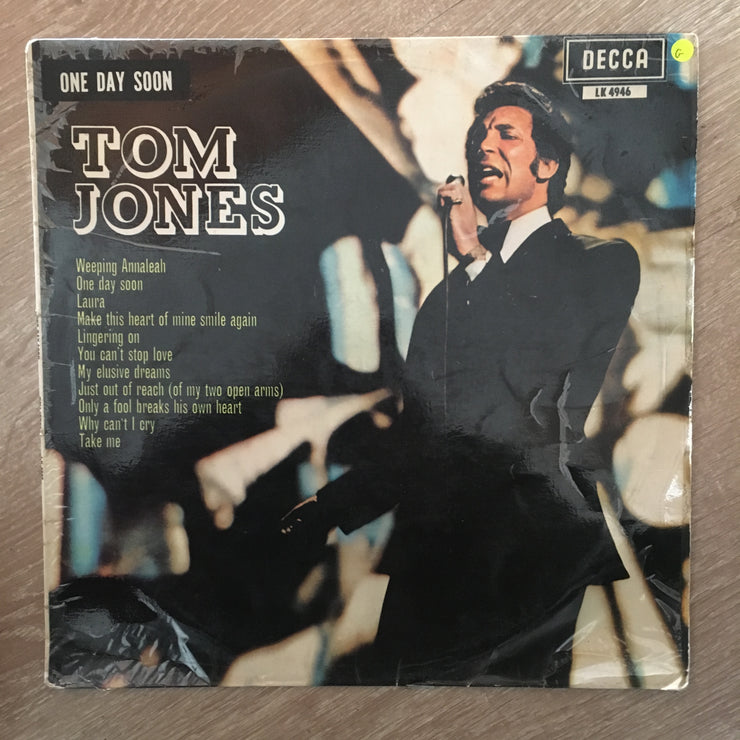 ONE DAY SOON
DECCA
LK 4946
G
TOM
JONES
Weeping Annaleah
One day soon
Laura
Make this heart of mine smile again
Lingering on
You can't stop love
My elusive dreams
Just out of reach (of my two open arms)
Only a fool breaks his own heart
Why can't I cry
Take me